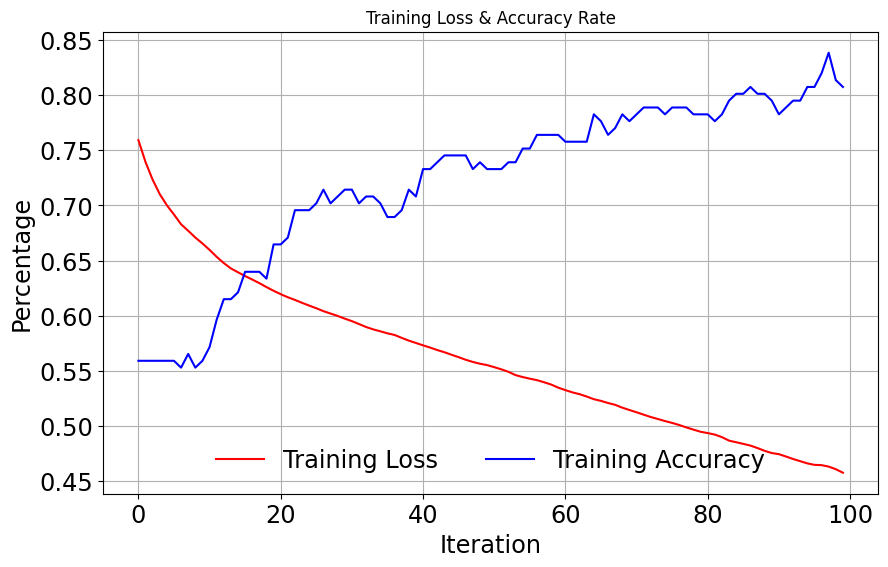 Training Loss & Accuracy Rate
0.85
0.80
0.75
0.70
0.65
0.60
0.55
0.50
0.45
Percentage
Training Loss Training Accuracy
0 20 40 60 80 100
Iteration